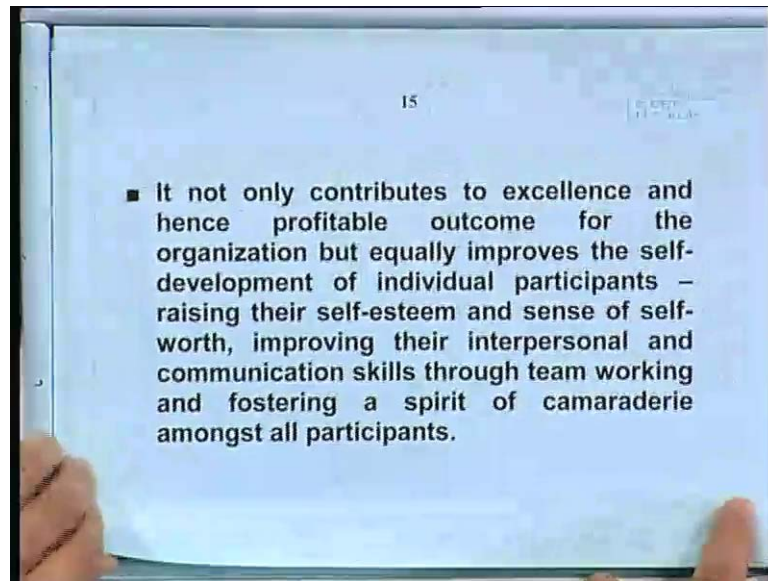 15
■ It not only contributes to excellence and
hence profitable outcome for the
organization but equally improves the self-
development of individual participants –
raising their self-esteem and sense of self-
worth, improving their interpersonal and
communication skills through team working
and fostering a spirit of camaraderie
amongst all participants.